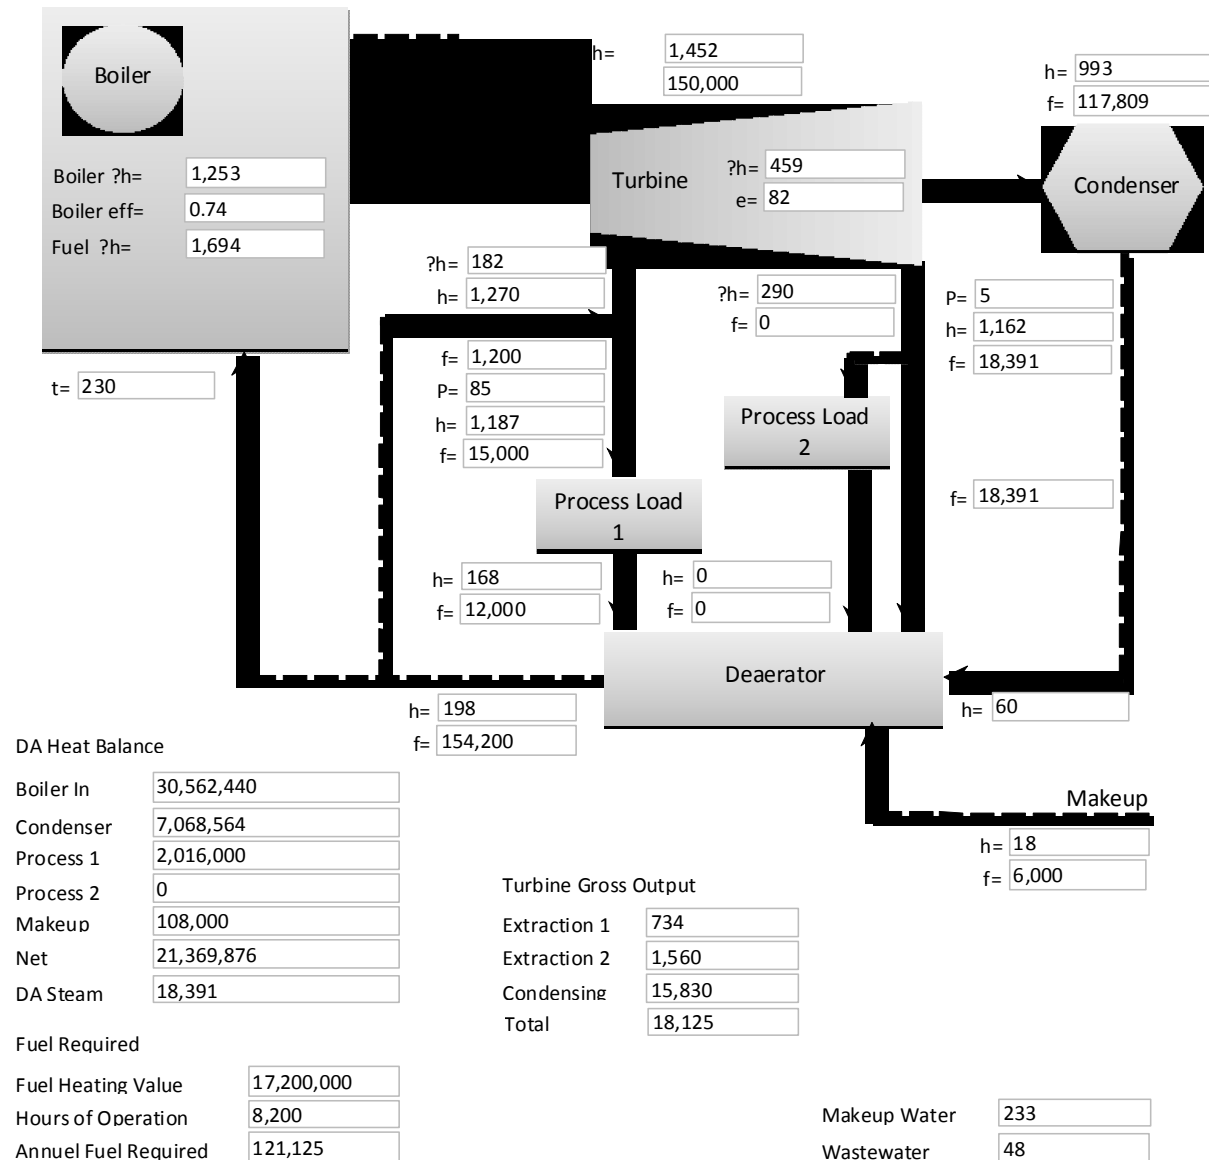 Boiler
Boiler ?h= 1,253
Boiler eff= 0.74
Fuel ?h= 1,694
t= 230
h= 1,452
150,000
Turbine
?h= 459
e= 82
h= 993
f= 117,809
Condenser
?h= 182
h= 1,270
f= 1,200
P= 85
h= 1,187
f= 15,000
Process Load
1
h= 168
f= 12,000
?h= 290
f= 0
Process Load
2
h= 0
f= 0
P= 5
h= 1,162
f= 18,391
f= 18,391
Deaerator
h= 60
h= 198
f= 154,200
Makeup
h= 18
f= 6,000
DA Heat Balance
Boiler In 30,562,440
Condenser 7,068,564
Process 1 2,016,000
Process 2 0
Makeup 108,000
Net 21,369,876
DA Steam 18,391
Turbine Gross Output
Extraction 1 734
Extraction 2 1,560
Condensing 15,830
Total 18,125
Fuel Required
Fuel Heating Value 17,200,000
Hours of Operation 8,200
Annuel Fuel Required 121,125
Makeup Water 233
Wastewater 48